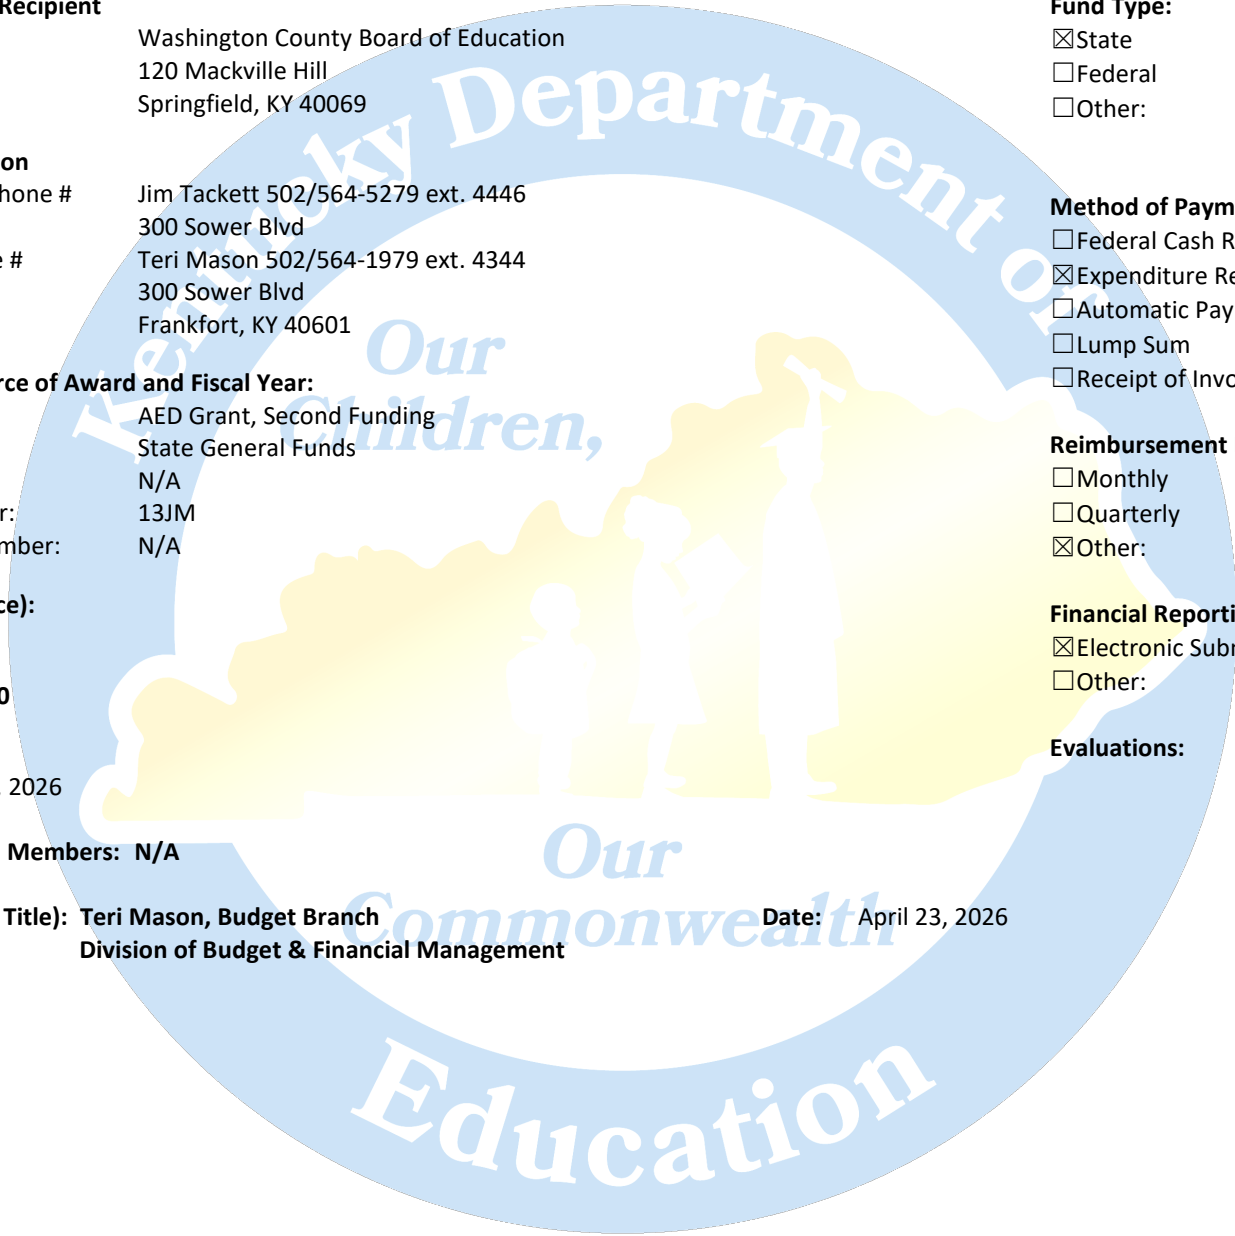 Recipient
Washington County Board of Education
120 Mackville Hill
Springfield, KY 40069
on
hone # Jim Tackett 502/564-5279 ext. 4446
300 Sower Blvd
e # Teri Mason 502/564-1979 ext. 4344
300 Sower Blvd
Frankfort, KY 40601
rce of Award and Fiscal Year:
AED Grant, Second Funding
State General Funds
N/A
r: 13JM
mber: N/A
ce):
0
, 2026
Members: N/A
Title): Teri Mason, Budget Branch Date: April 23, 2026
Division of Budget & Financial Management
Fund Type:
☒State
☐Federal
☐Other:
Method of Paym
☐Federal Cash R
☒Expenditure Re
☐Automatic Pay
☐Lump Sum
☐Receipt of Invo
Reimbursement
☐Monthly
☐Quarterly
☒Other:
Financial Reporti
☒Electronic Subr
☐Other:
Evaluations:
Kentucky Department of
Education
Our
Children,
Our
Commonwealth